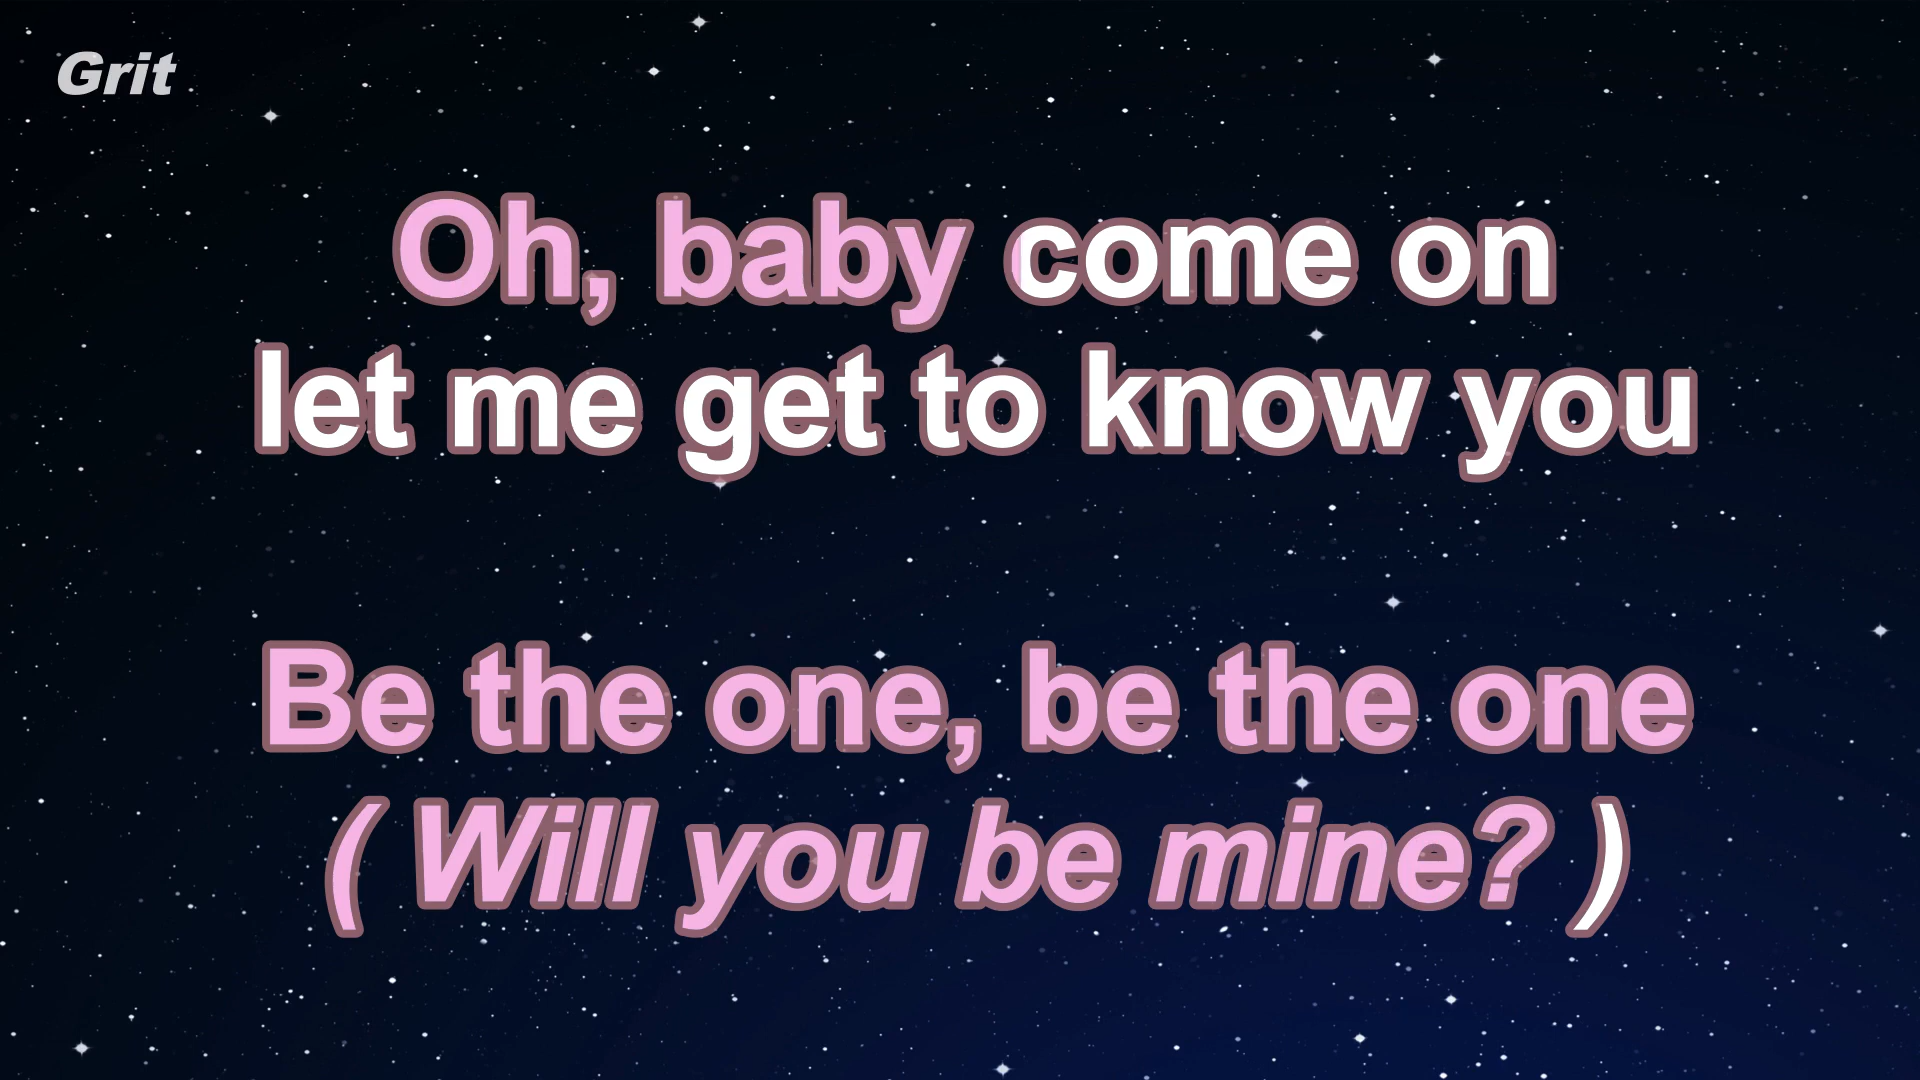 Grit
Oh, baby come on
let me get to know you
Be the one, be the one
( Will you be mine? )